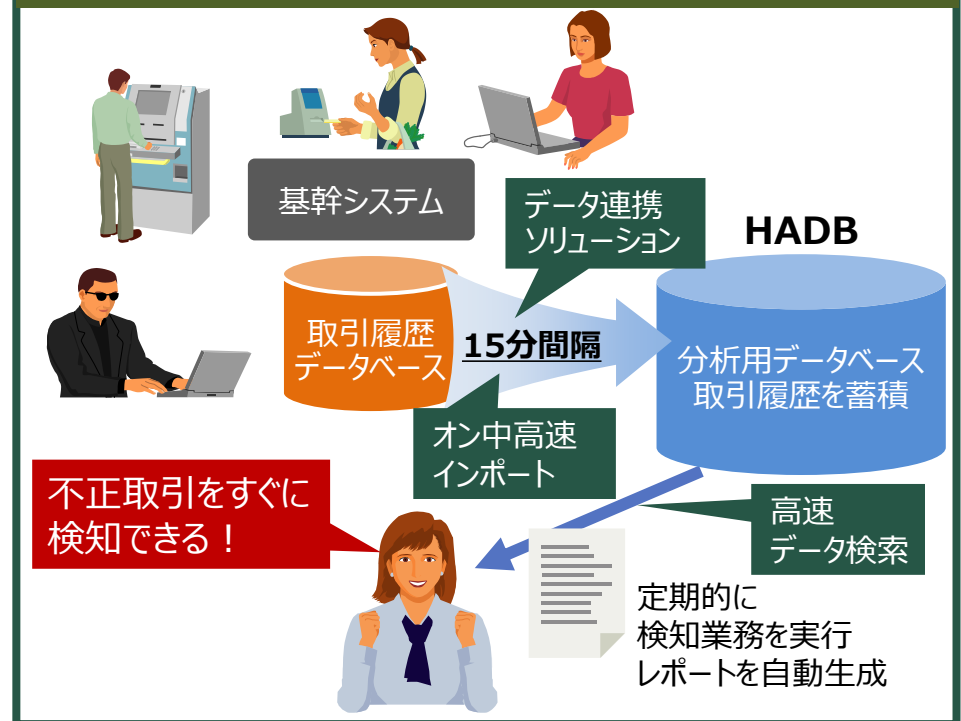 基幹システム
データ連携
ソリューション
HADB
取引履歴
データベース
15分間隔
分析用データベース
取引履歴を蓄積
オン中高速
インポート
不正取引をすぐに
検知できる！
高速
データ検索
定期的に
検知業務を実行
レポートを自動生成